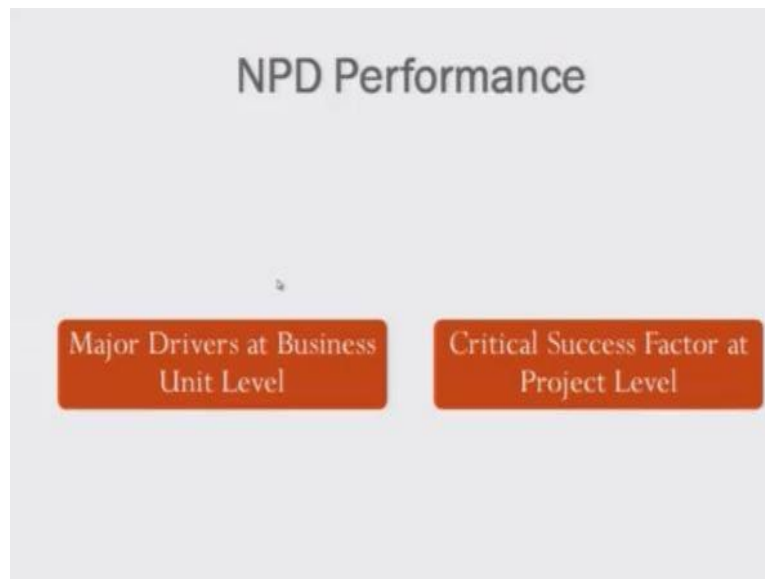 NPD Performance
Major Drivers at Business
Unit Level
Critical Success Factor at
Project Level